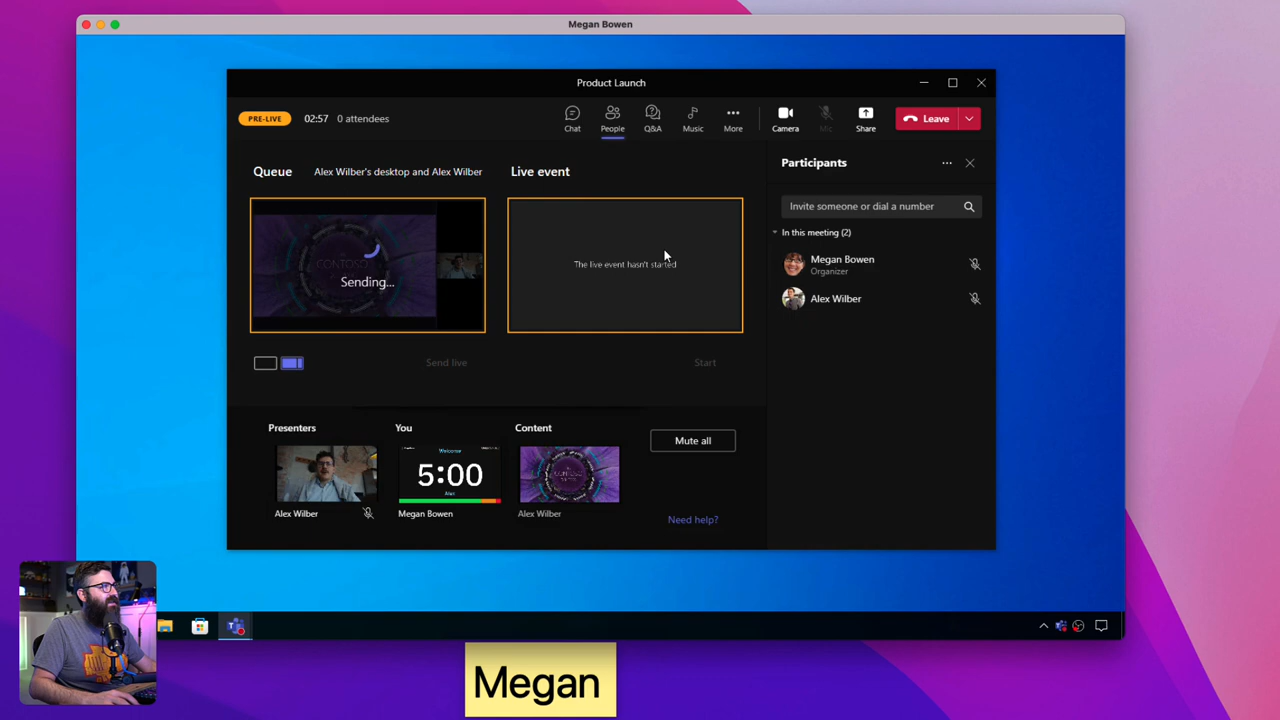 Megan Bowen
Product Launch
PRE-LIVE 02:57 0 attendees
Chat People Q&A Music More Camera Mic Share Leave
Queue Alex Wilber's desktop and Alex Wilber Live event
Participants
Invite someone or dial a number
In this meeting (2)
Megan Bowen
Organizer
Alex Wilber
CONTOSO
Sending...
The live event hasn't started
Send live
Start
Presenters You Content
Mute all
Welcome
5:00
Alex Wilber Megan Bowen Alex Wilber
Need help?
Megan